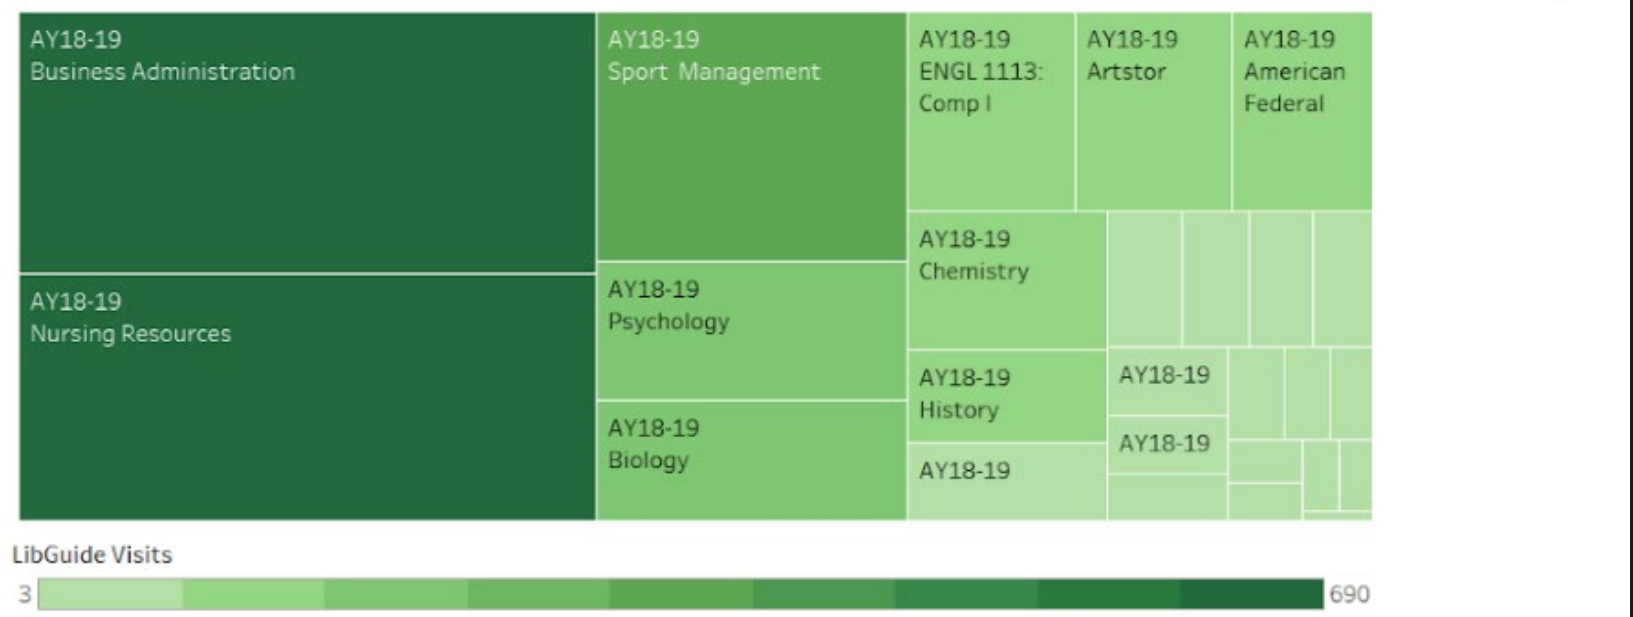 AY18-19
Business Administration
AY18-19
Nursing Resources
AY18-19
Sport Management
AY18-19
Psychology
AY18-19
Biology
AY18-19
ENGL 1113:
Comp I
AY18-19
Artstor
AY18-19
American
Federal
AY18-19
Chemistry
AY18-19
History
AY18-19
AY18-19
AY18-19
LibGuide Visits
3
690